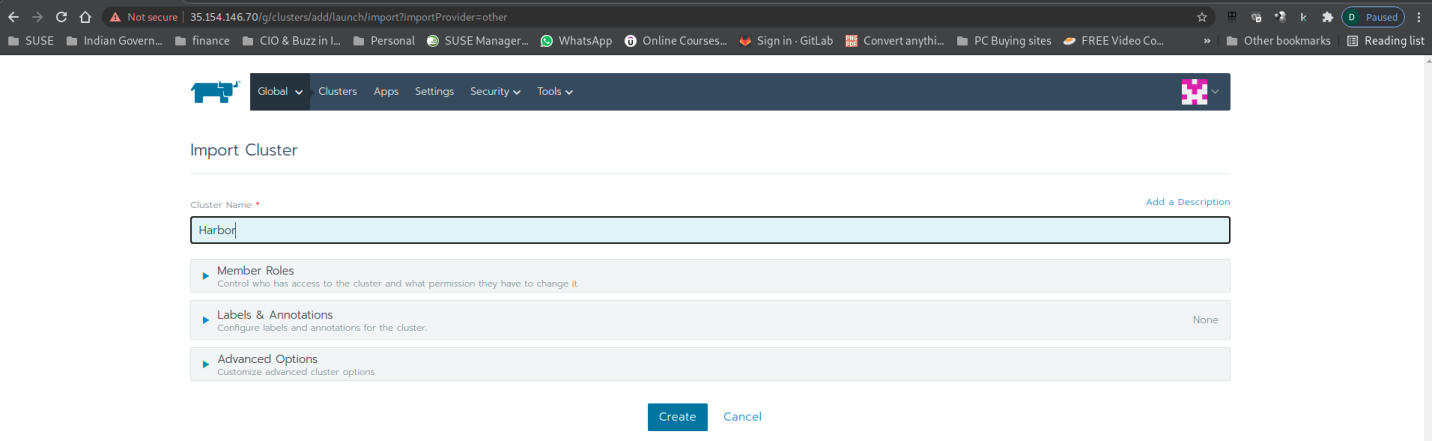 Not secure | 35.154.146.70/g/clusters/add/launch/import?importProvider=other D Paused
SUSE Indian Govern... finance CIO & Buzz in I... Personal SUSE Manager... WhatsApp Online Courses... Sign in · GitLab Convert anythi... PC Buying sites FREE Video Co... » Other bookmarks Reading list
Global Clusters Apps Settings Security Tools
Import Cluster
Cluster Name * Add a Description
Harbor
Member Roles
Control who has access to the cluster and what permission they have to change it.
Labels & Annotations None
Configure labels and annotations for the cluster.
Advanced Options
Customize advanced cluster options
Create Cancel